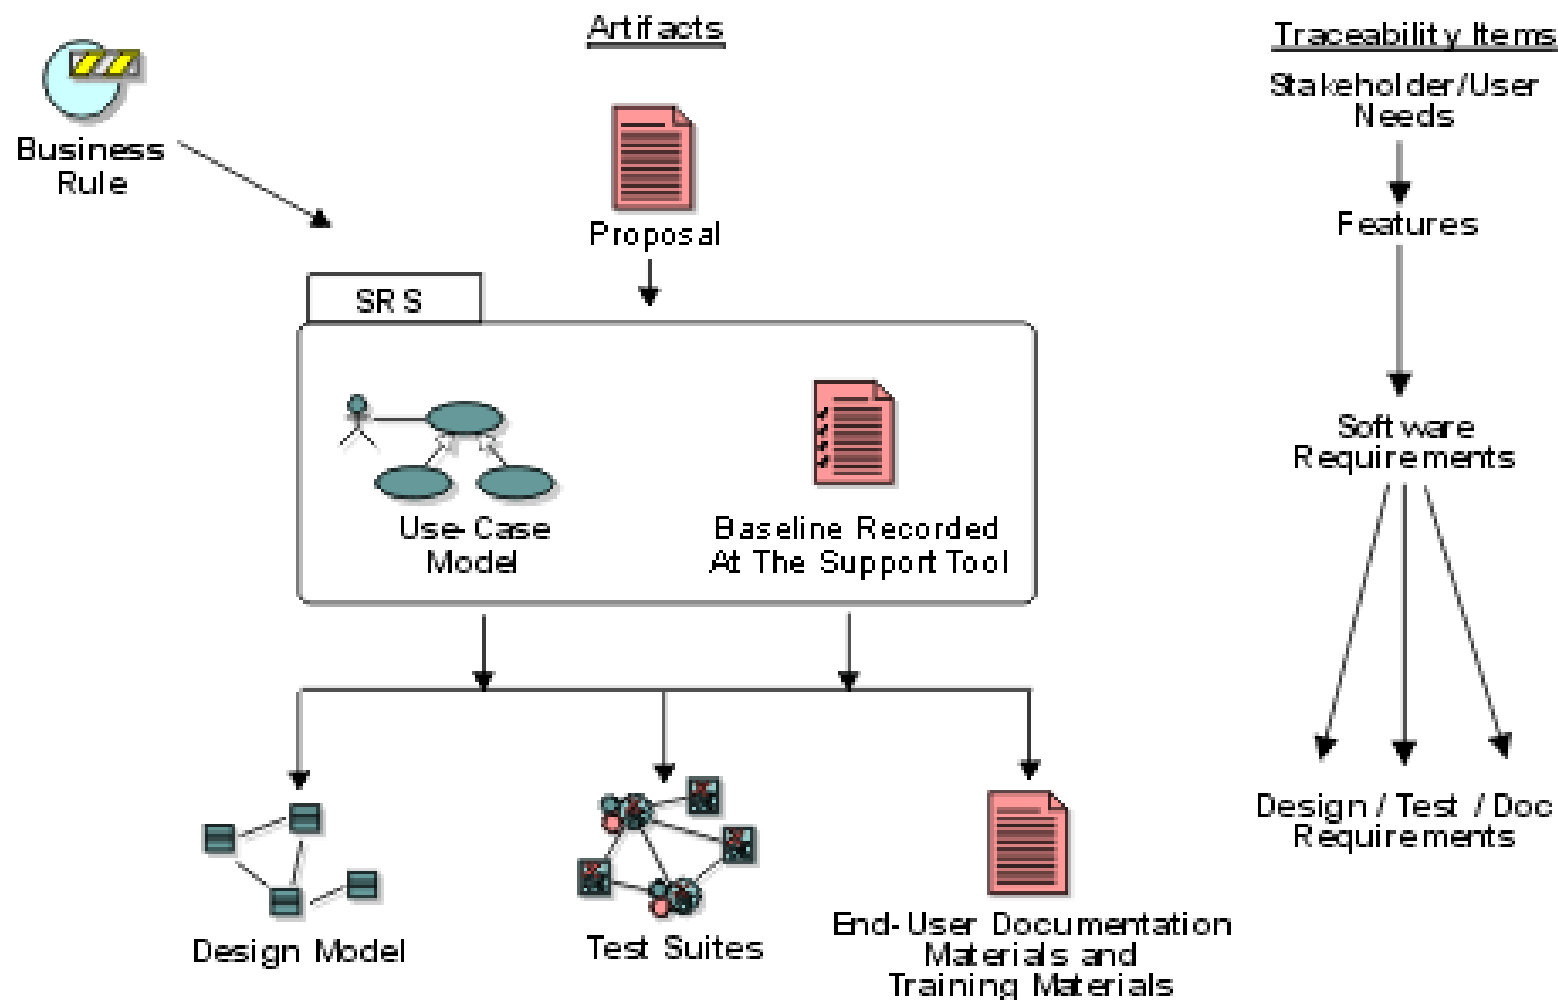 Artifacts
Traceability Items
Stakeholder/User
Needs
Business
Rule
Proposal
Features
SRS
Software
Requirements
Use-Case
Model
Baseline Recorded
At The Support Tool
Design / Test / Doc
Requirements
Design Model
Test Suites
End-User Documentation
Materials and
Training Materials